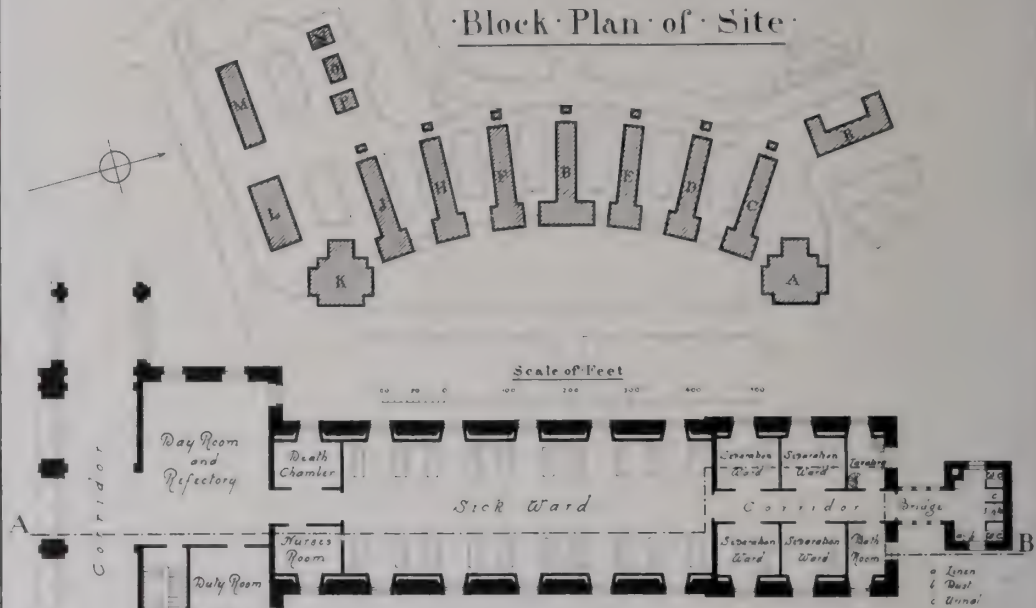 ·Block·Plan·of·Site·
N
O
P
M
L
K
J
H
F
B
E
D
C
A
R
Scale of Feet
100
200
300
400
Corridor
Day Room
and
Refectory
Death
Chamber
Sick Ward
Separation
Ward
Separation
Ward
Corridor
Bridge
A
B
Nurses
Room
Duty Room
Separation
Ward
Separation
Ward
Bath
Room
a Linen
b Dust
c Urinal